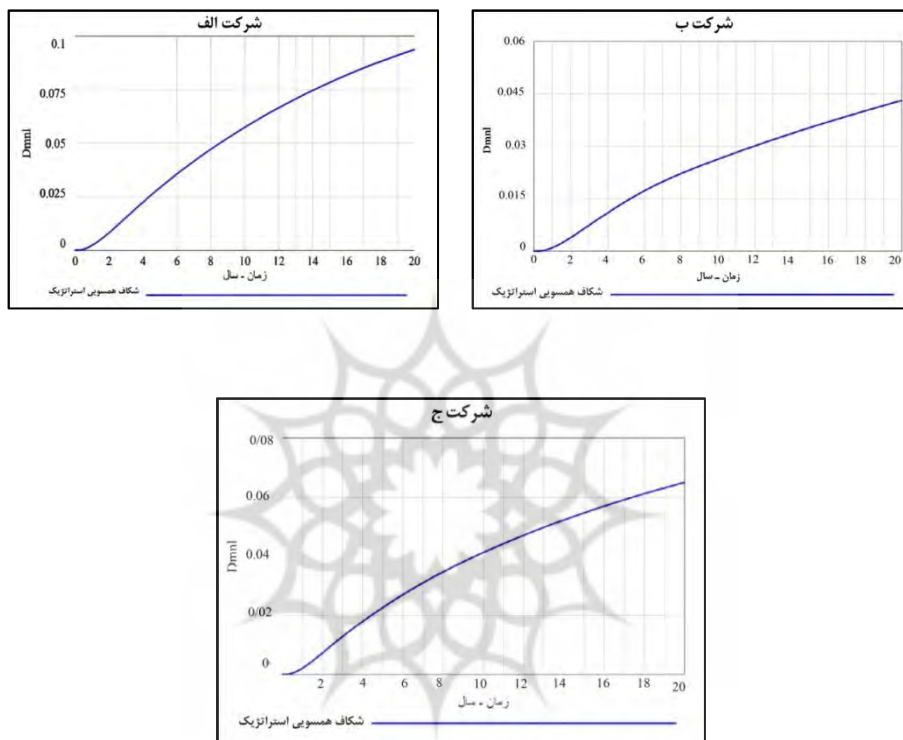 شرکت الف
0.1
0.075
0.05
0.025
0
Dmnl
0 2 4 6 8 10 12 14 16 18 20
زمان - سال
شکاف همسویی استراتژیک
شرکت ب
0.06
0.045
0.03
0.015
0
Dmnl
0 2 4 6 8 10 12 14 16 18 20
زمان - سال
شکاف همسویی استراتژیک
شرکت ج
0/08
0.06
0.04
0/02
0
Dmnl
2 4 6 8 10 12 14 16 18 20
زمان - سال
شکاف همسویی استراتژیک